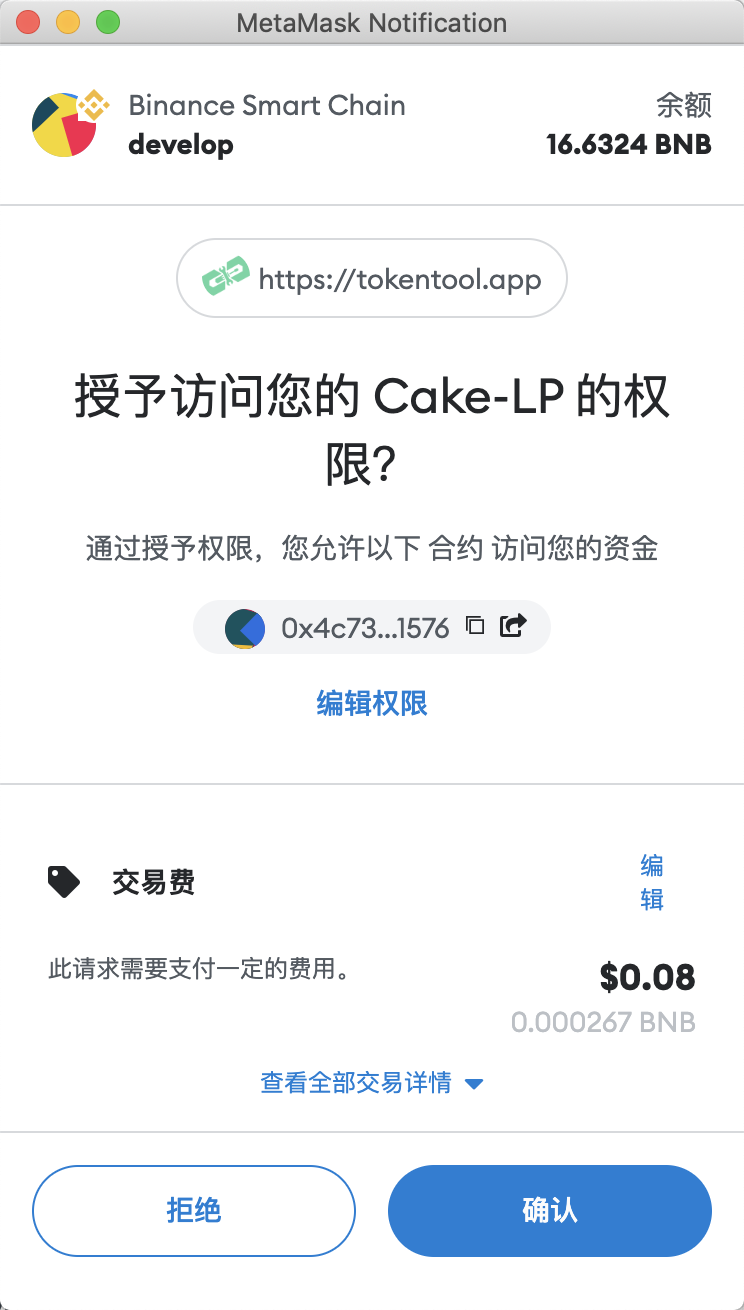 MetaMask Notification
Binance Smart Chain
develop
余额
16.6324 BNB
https://tokentool.app
授予访问您的 Cake-LP 的权
限?
通过授予权限，您允许以下 合约 访问您的资金
0x4c73...1576
编辑权限
交易费
编
辑
此请求需要支付一定的费用。
$0.08
0.000267 BNB
查看全部交易详情
拒绝
确认